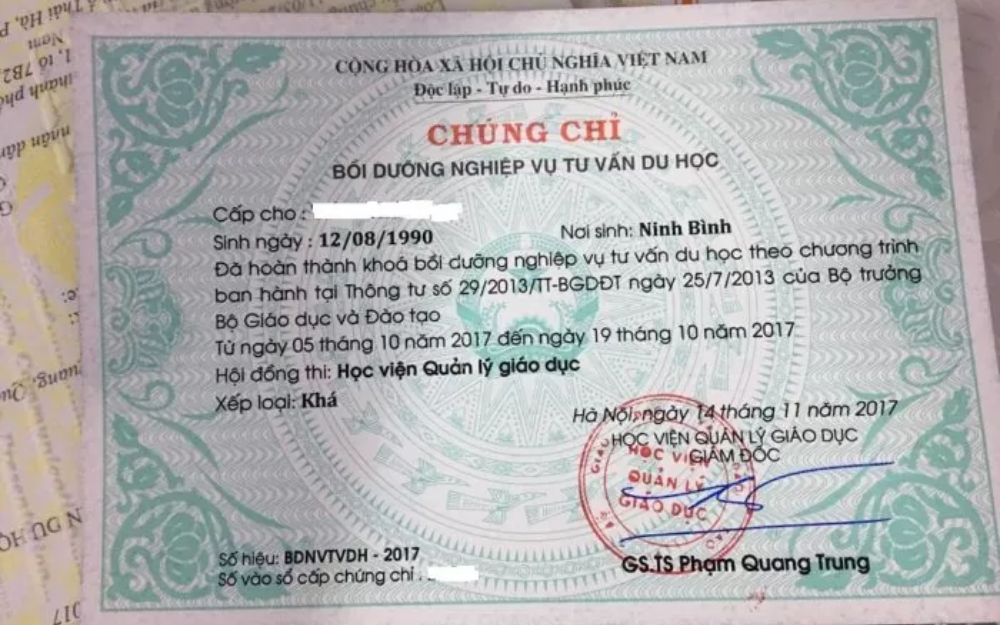 CỘNG HÒA XÃ HỘI CHỦ NGHĨA VIỆT NAM
Độc lập - Tự do - Hạnh phúc
CHỨNG CHỈ
BỒI DƯỠNG NGHIỆP VỤ TƯ VẤN DU HỌC
Cấp cho :
Sinh ngày : 12/08/1990 Nơi sinh: Ninh Bình
Đã hoàn thành khoá bồi dưỡng nghiệp vụ tư vấn du học theo chương trình
ban hành tại Thông tư số 29/2013/TT-BGDĐT ngày 25/7/2013 của Bộ trưởng
Bộ Giáo dục và Đào tạo
Từ ngày 05 tháng 10 năm 2017 đến ngày 19 tháng 10 năm 2017
Hội đồng thi: Học viện Quản lý giáo dục
Xếp loại: Khá
Hà Nội, ngày 14 tháng 11 năm 2017
HỌC VIỆN QUẢN LÝ GIÁO DỤC
GIÁM ĐỐC
HỌC VIỆN
QUẢN LÝ
GIÁO DỤC
GS.TS Phạm Quang Trung
Số hiệu: BDNVTVDH - 2017
Số vào sổ cấp chứng chỉ :